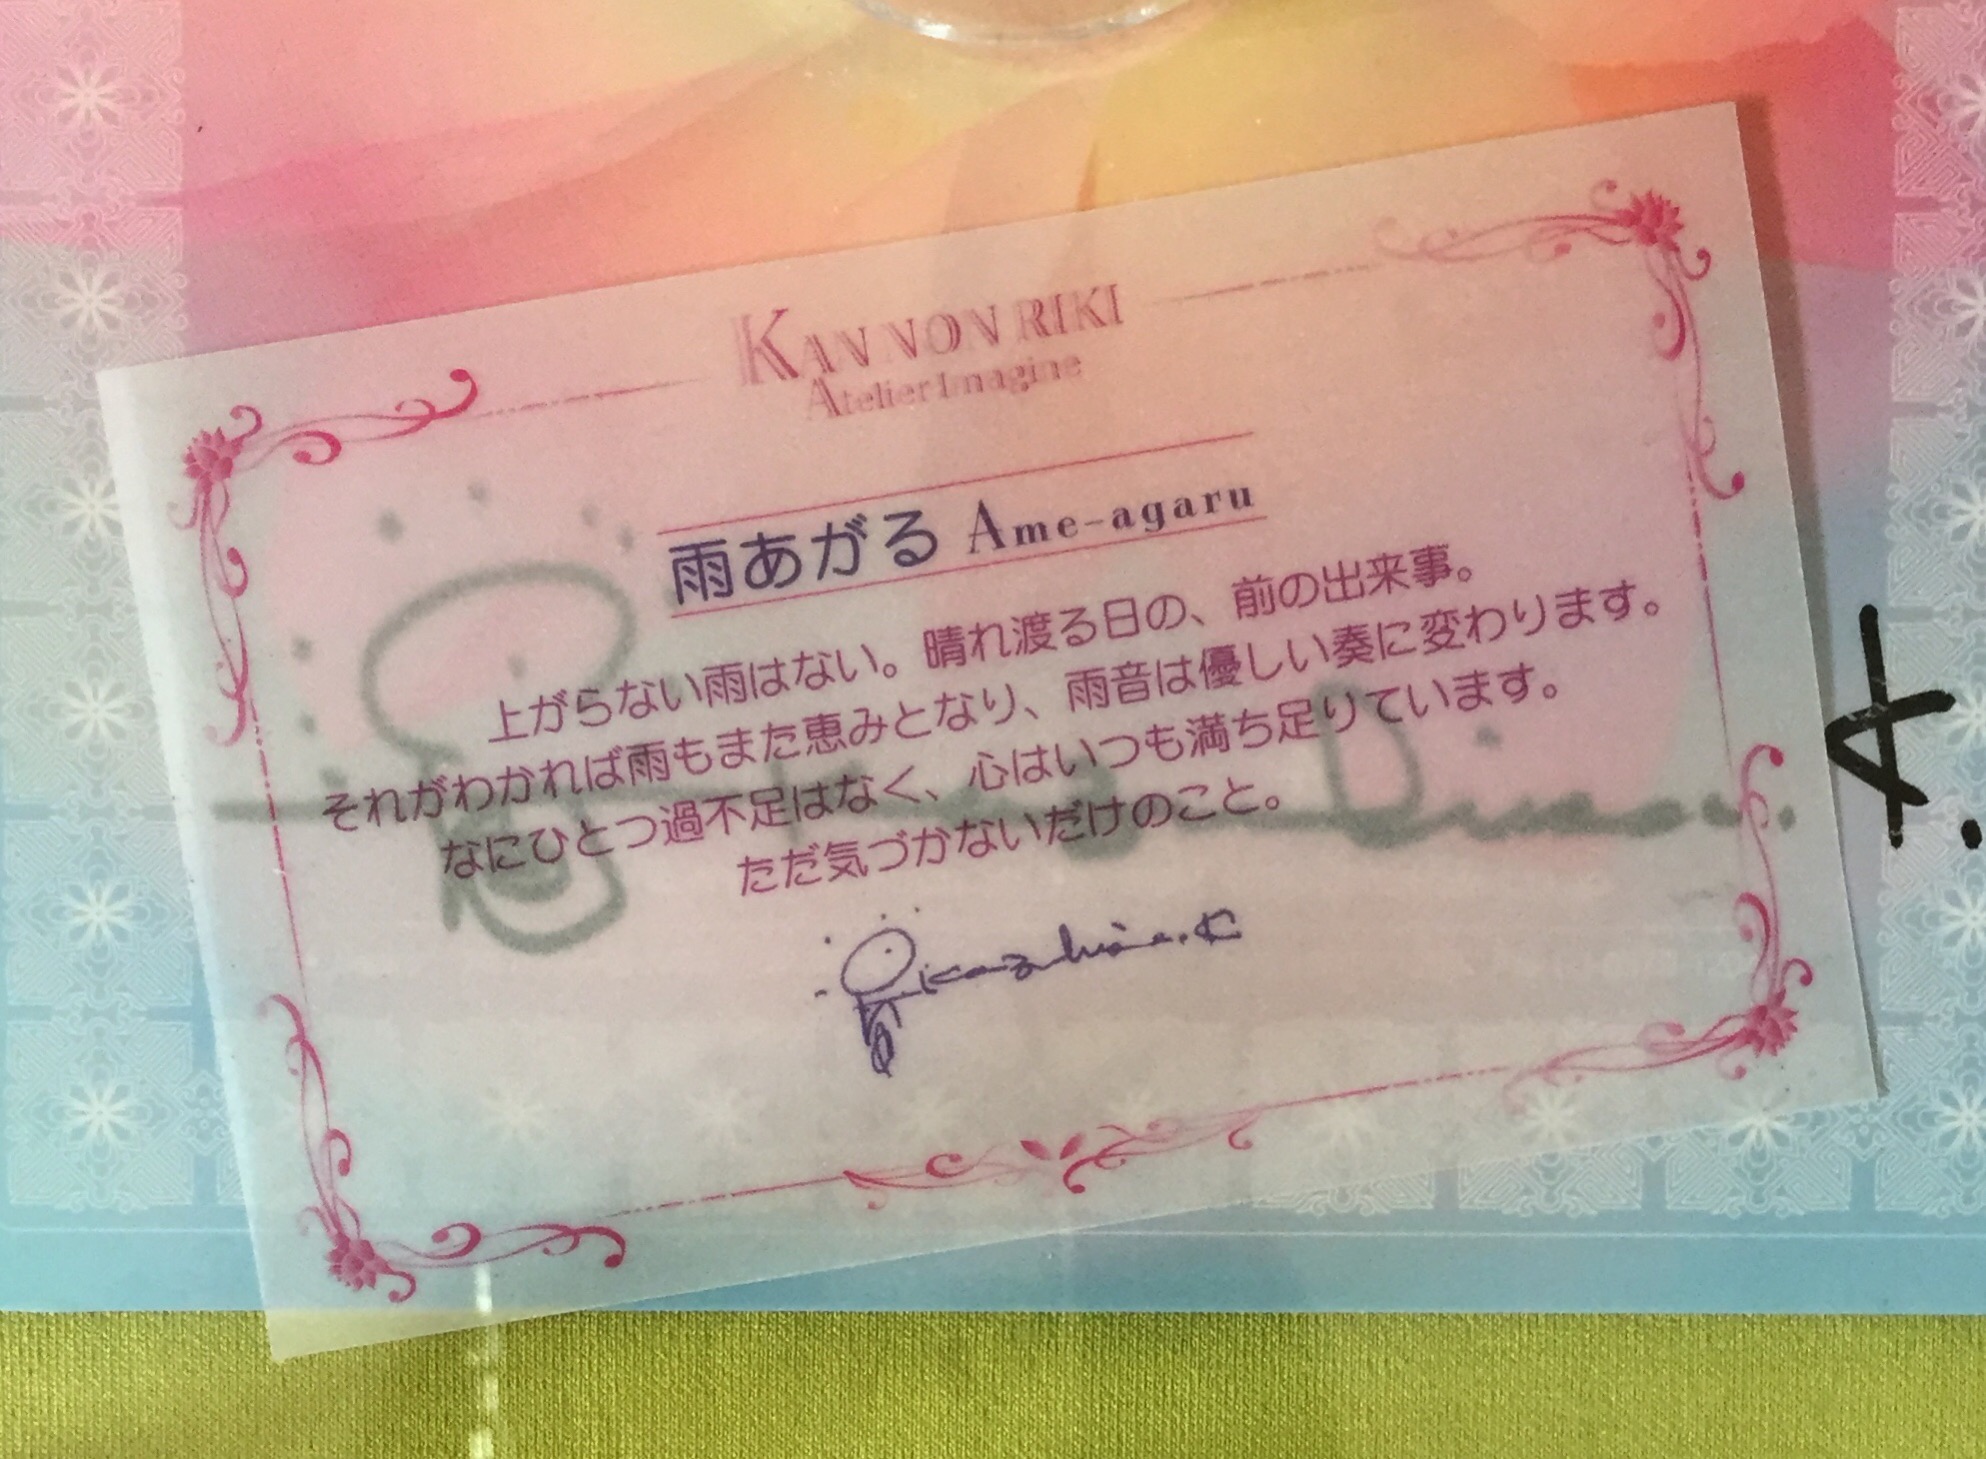 KANNON RIKI
Atelier Imagine
雨あがる Ame-agaru
上がらない雨はない。晴れ渡る日の、前の出来事。
それがわかれば雨もまた恵みとなり、雨音は優しい奏に変わります。
なにひとつ過不足はなく、心はいつも満ち足りています。
ただ気づかないだけのこと。